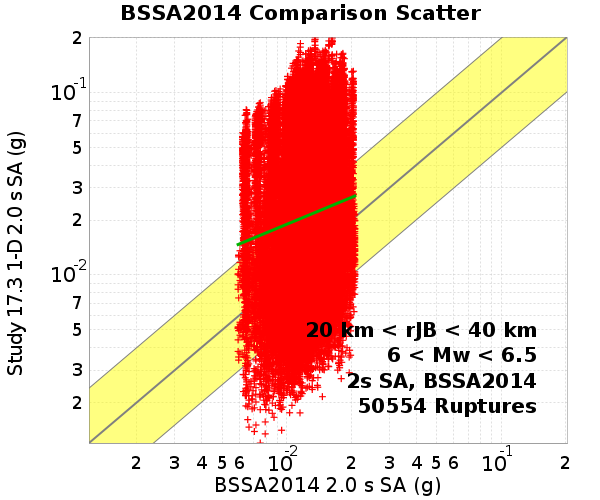 BSSA2014 Comparison Scatter
Study 17.3 1-D 2.0 s SA (g)
2
10-1
7
5
3
2
10-2
7
5
3
2
20 km < rJB < 40 km
6 < Mw < 6.5
2s SA, BSSA2014
50554 Ruptures
2 3 4 5 6 10-2 2 3 4 5 6 10-1 2
BSSA2014 2.0 s SA (g)